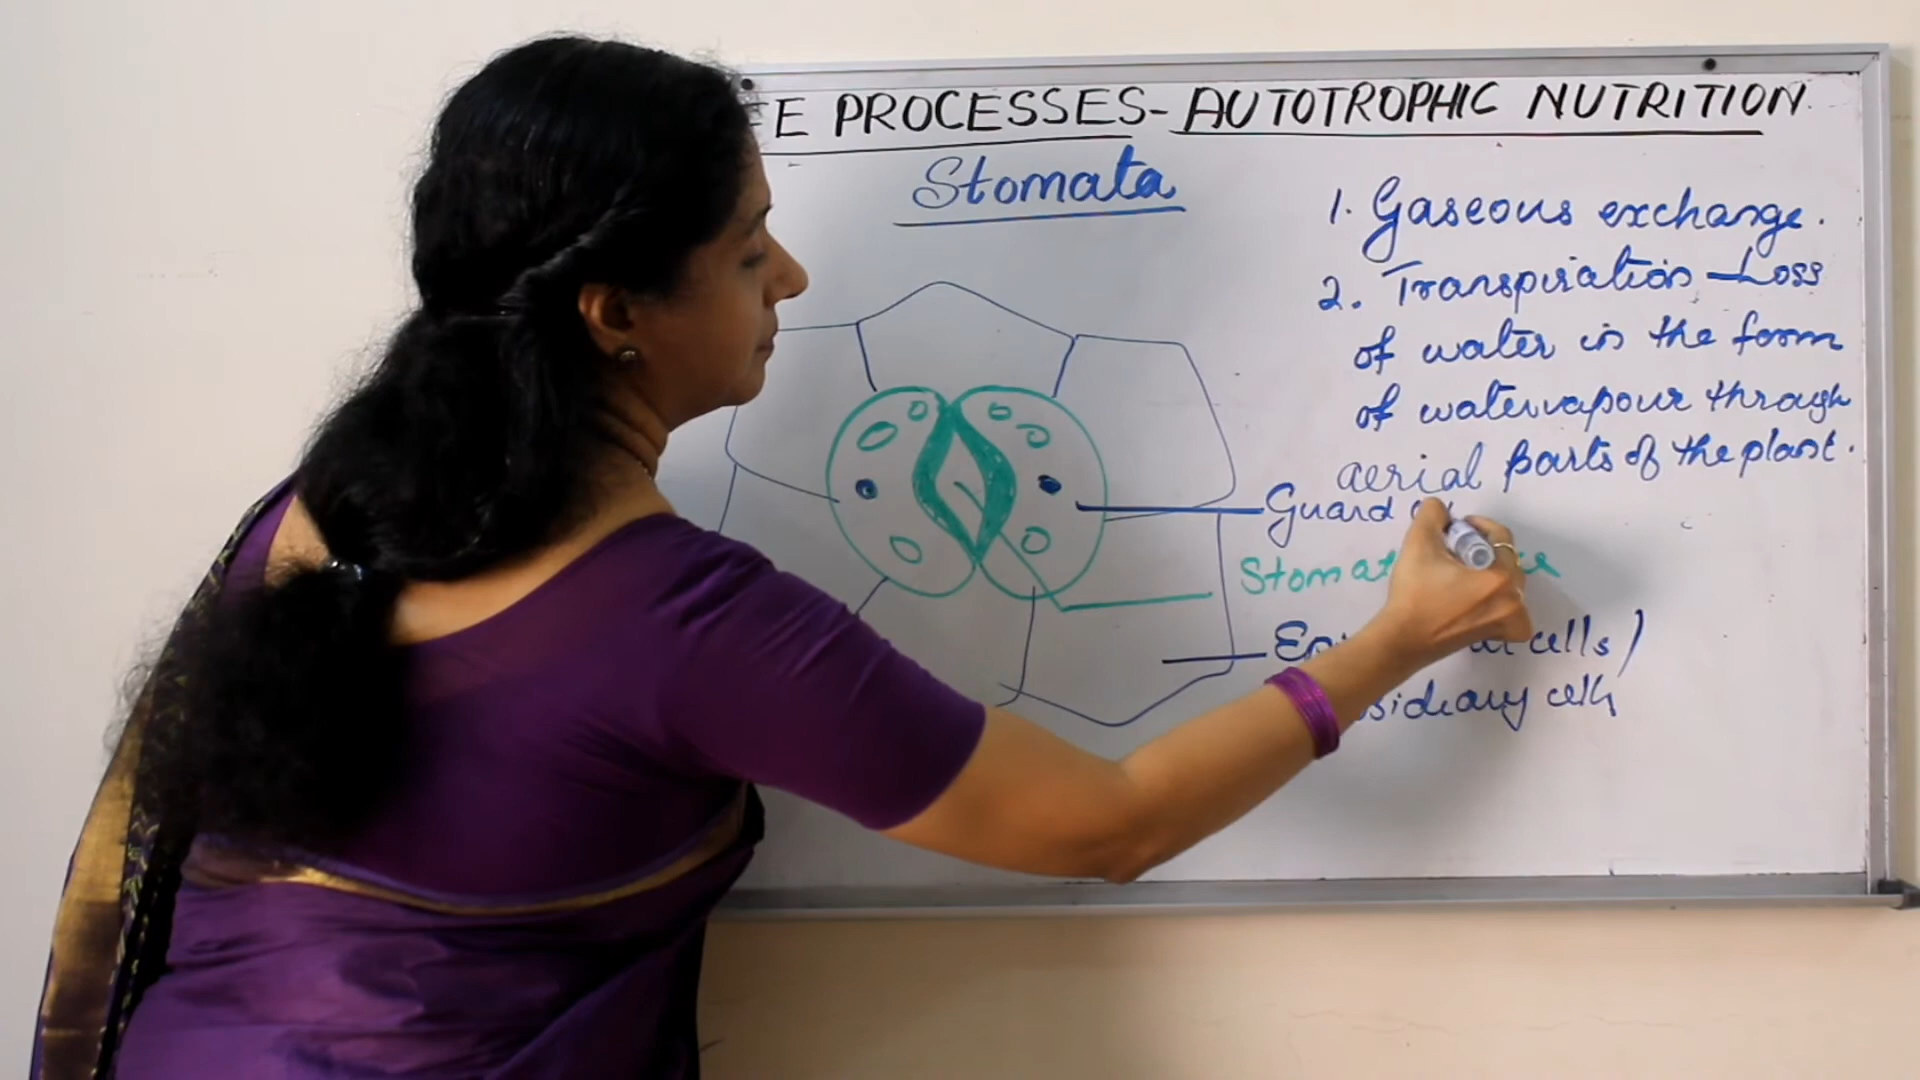 PROCESSES-AUTOTROPHIC NUTRITION
Stomata
1. Gaseous exchange.
2. Transpiration-Loss
of water in the form
of watervapour through
aerial parts of the plant.
Guard
cells/
cells